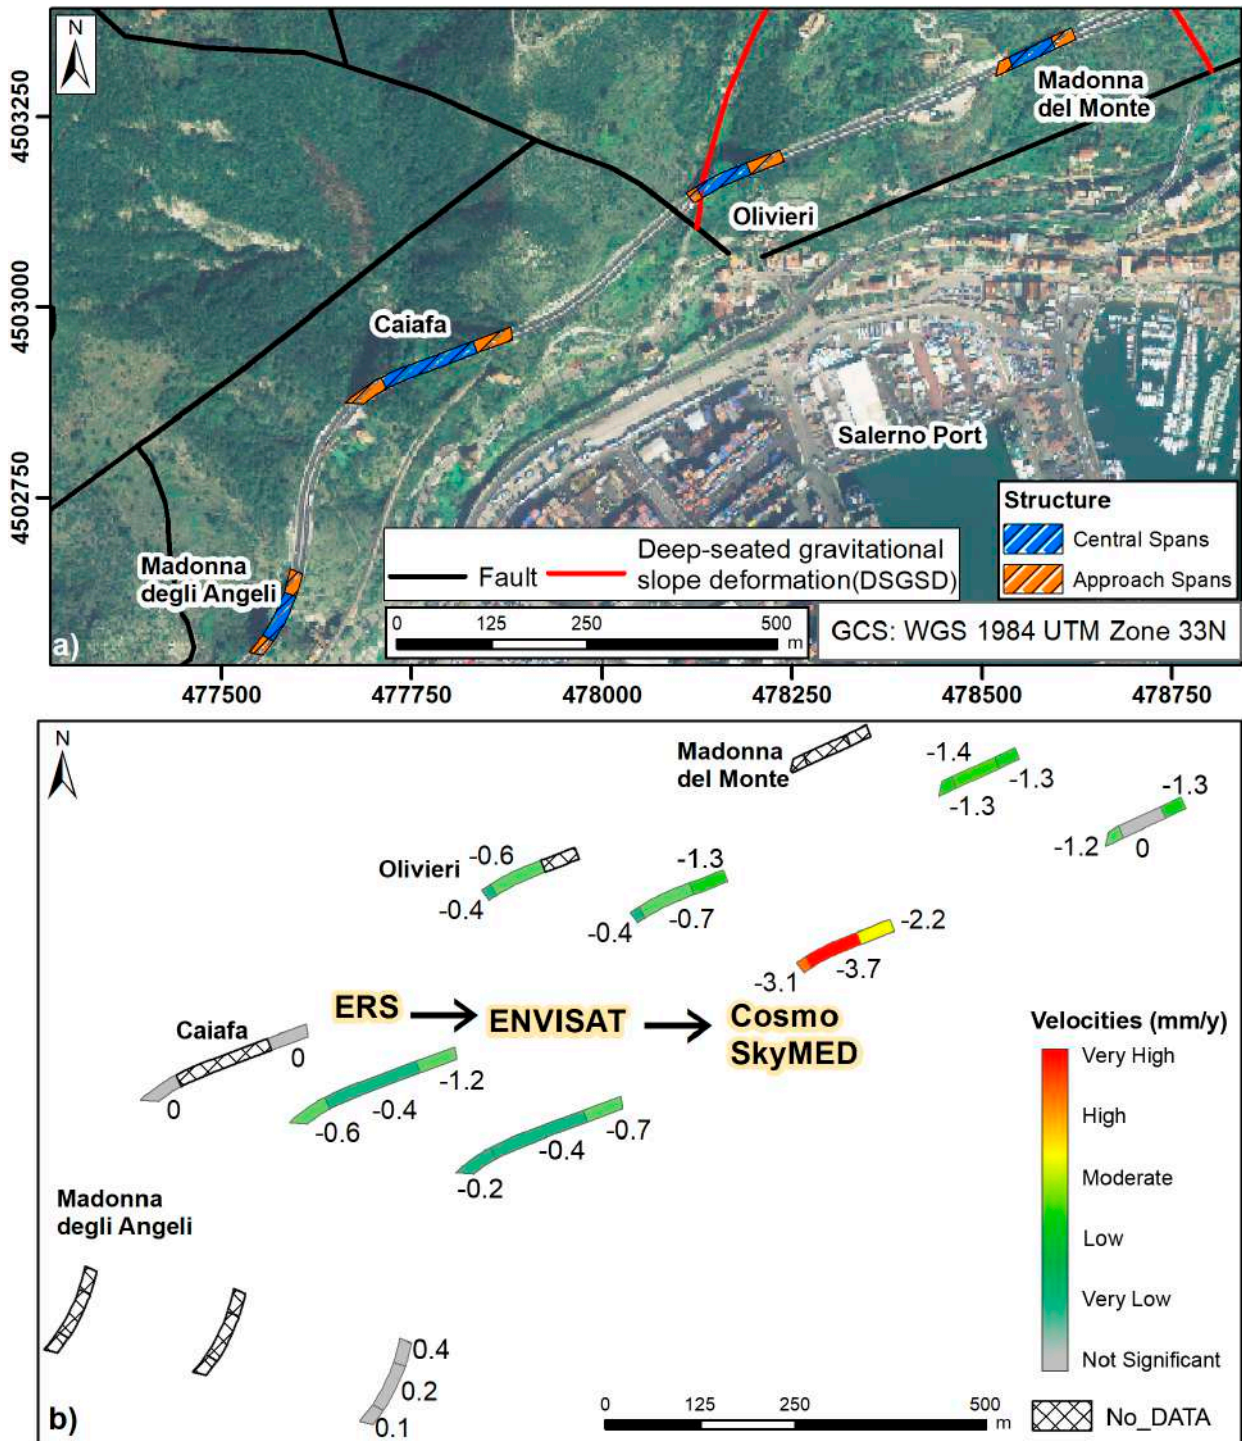 N
4503250
4503000
4502750
Madonna
del Monte
Olivieri
Caiafa
Salerno Port
Madonna
degli Angeli
Structure
Central Spans
Approach Spans
Fault
Deep-seated gravitational
slope deformation(DSGSD)
0 125 250 500
m
GCS: WGS 1984 UTM Zone 33N
a)
477500 477750 478000 478250 478500 478750
N
Madonna
del Monte
-1.4
-1.3
-1.3
-1.3
-1.2
0
Olivieri
-0.6
-0.4
-1.3
-0.4
-0.7
-2.2
-3.1
-3.7
ERS
ENVISAT
Cosmo
SkyMED
Caiafa
0
0
-1.2
-0.4
-0.6
-0.7
-0.4
-0.2
Madonna
degli Angeli
0.4
0.2
0.1
Velocities (mm/y)
Very High
High
Moderate
Low
Very Low
Not Significant
No_DATA
0 125 250 500
m
b)